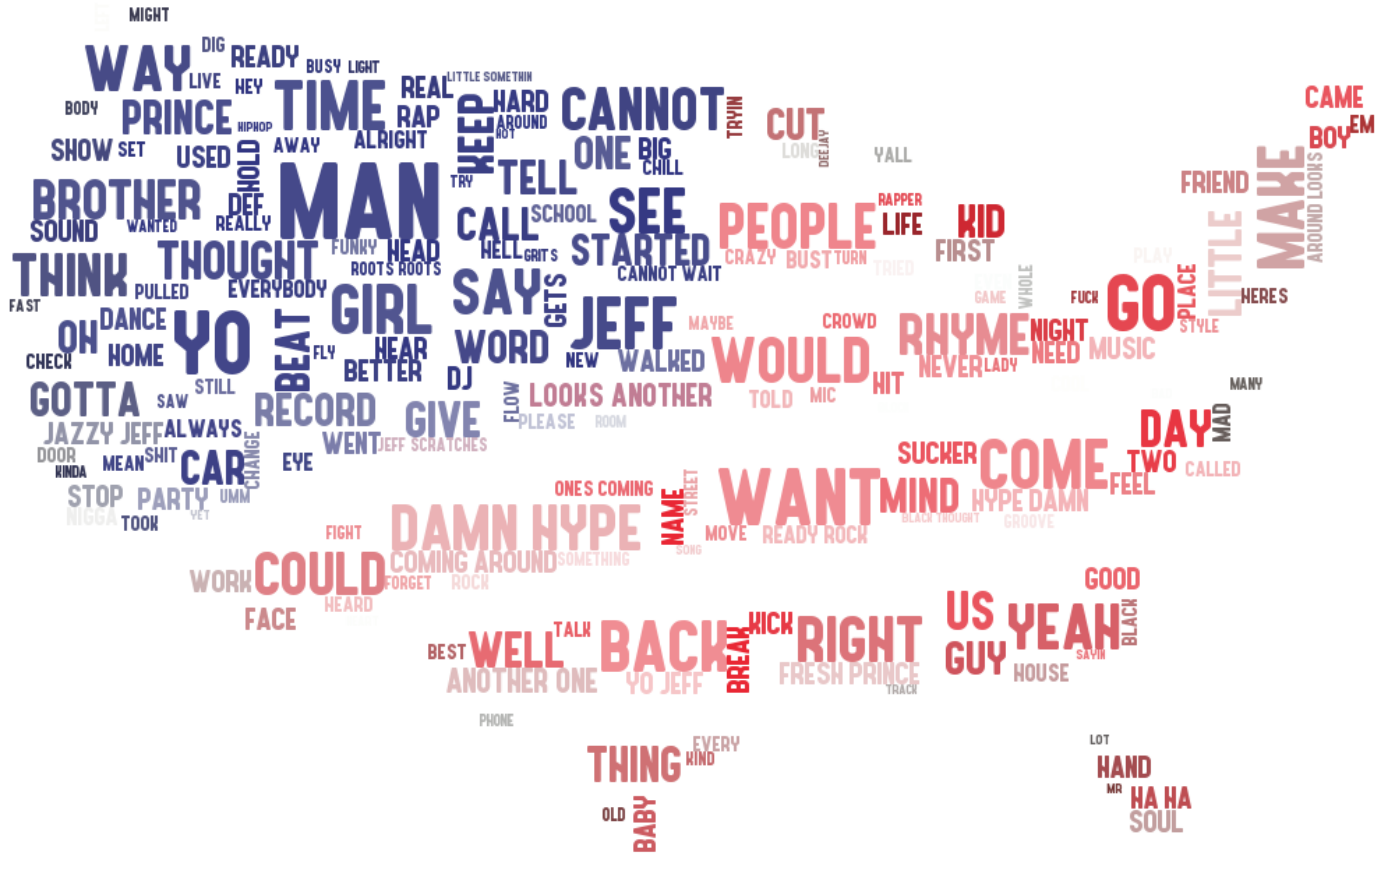 MIGHT
DIG
WAY
READY
BUSY
LIGHT
LIVE
HEY
TIME
REAL
LITTLE SOMETHIN
BODY
PRINCE
HIPHOP
RAP
KEEP
HARD
AROUND
HOT
CANNOT
TRYIN
CUT
LONG
DEEJAY
YALL
CAME
BOY
EM
SHOW
SET
USED
HOLD
AWAY
ALRIGHT
ONE
BIG
CHILL
BROTHER
DEF
REALLY
MAN
TRY
TELL
SCHOOL
SEE
PEOPLE
RAPPER
LIFE
KID
FIRST
FRIEND
MAKE
AROUND LOOKS
LITTLE
SOUND
WANTED
THOUGHT
FUNKY
HEAD
CALL
HELL
GRITS
STARTED
CANNOT WAIT
CRAZY
BUST
TURN
TRIED
PLAY
THINK
PULLED
EVERYBODY
ROOTS ROOTS
SAY
GETS
JEFF
GAME
WHOLE
FUCK
GO
PLACE
STYLE
HERES
FAST
OH
DANCE
YO
BEAT
GIRL
MAYBE
CROWD
RHYME
NIGHT
NEED
MUSIC
CHECK
HOME
FLY
HEAR
BETTER
WORD
NEW
WALKED
WOULD
NEVER
LADY
HIT
GOTTA
STILL
SAW
RECORD
DJ
GIVE
FLOW
LOOKS ANOTHER
TOLD
MIC
MANY
JAZZY JEFF
ALWAYS
PLEASE
ROOM
DAY
MAD
DOOR
KINDA
MEAN
SHIT
CAR
CHANGE
WENT
JEFF SCRATCHES
EYE
SUCKER
COME
TWO
CALLED
FEEL
STOP
PARTY
UMM
ONES COMING
NAME
STREET
WANT
MIND
HYPE DAMN
NIGGA
TOOK
YET
DAMN HYPE
MOVE
READY ROCK
BLACK THOUGHT
GROOVE
FIGHT
SONG
COMING AROUND
SOMETHING
WORK
COULD
FORGET
ROCK
GOOD
HEARD
FACE
US
YEAH
BLACK
BEST
WELL
TALK
BACK
BREAK
KICK
RIGHT
GUY
SAYIN
HOUSE
ANOTHER ONE
YO JEFF
FRESH PRINCE
TRACK
PHONE
THING
EVERY
KIND
LOT
HAND
MR
HA HA
SOUL
OLD
BABY